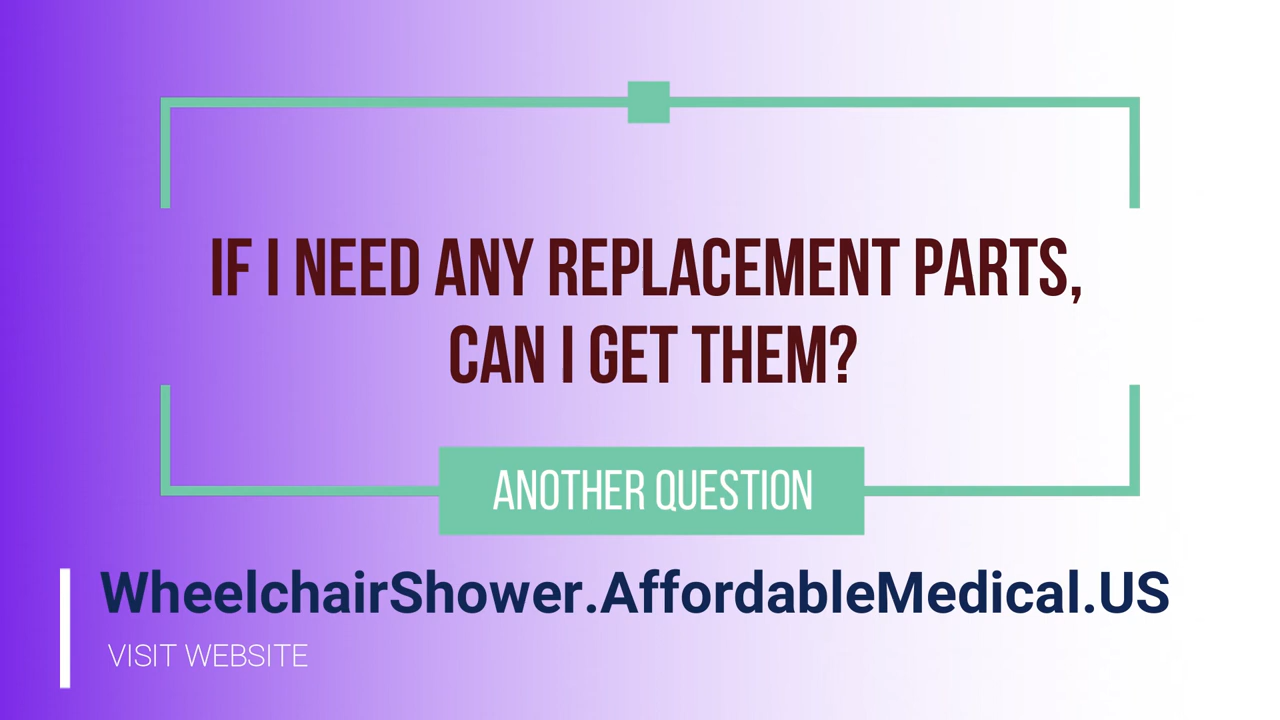 IF I NEED ANY REPLACEMENT PARTS,
CAN I GET THEM?
ANOTHER QUESTION
WheelchairShower.AffordableMedical.US
VISIT WEBSITE